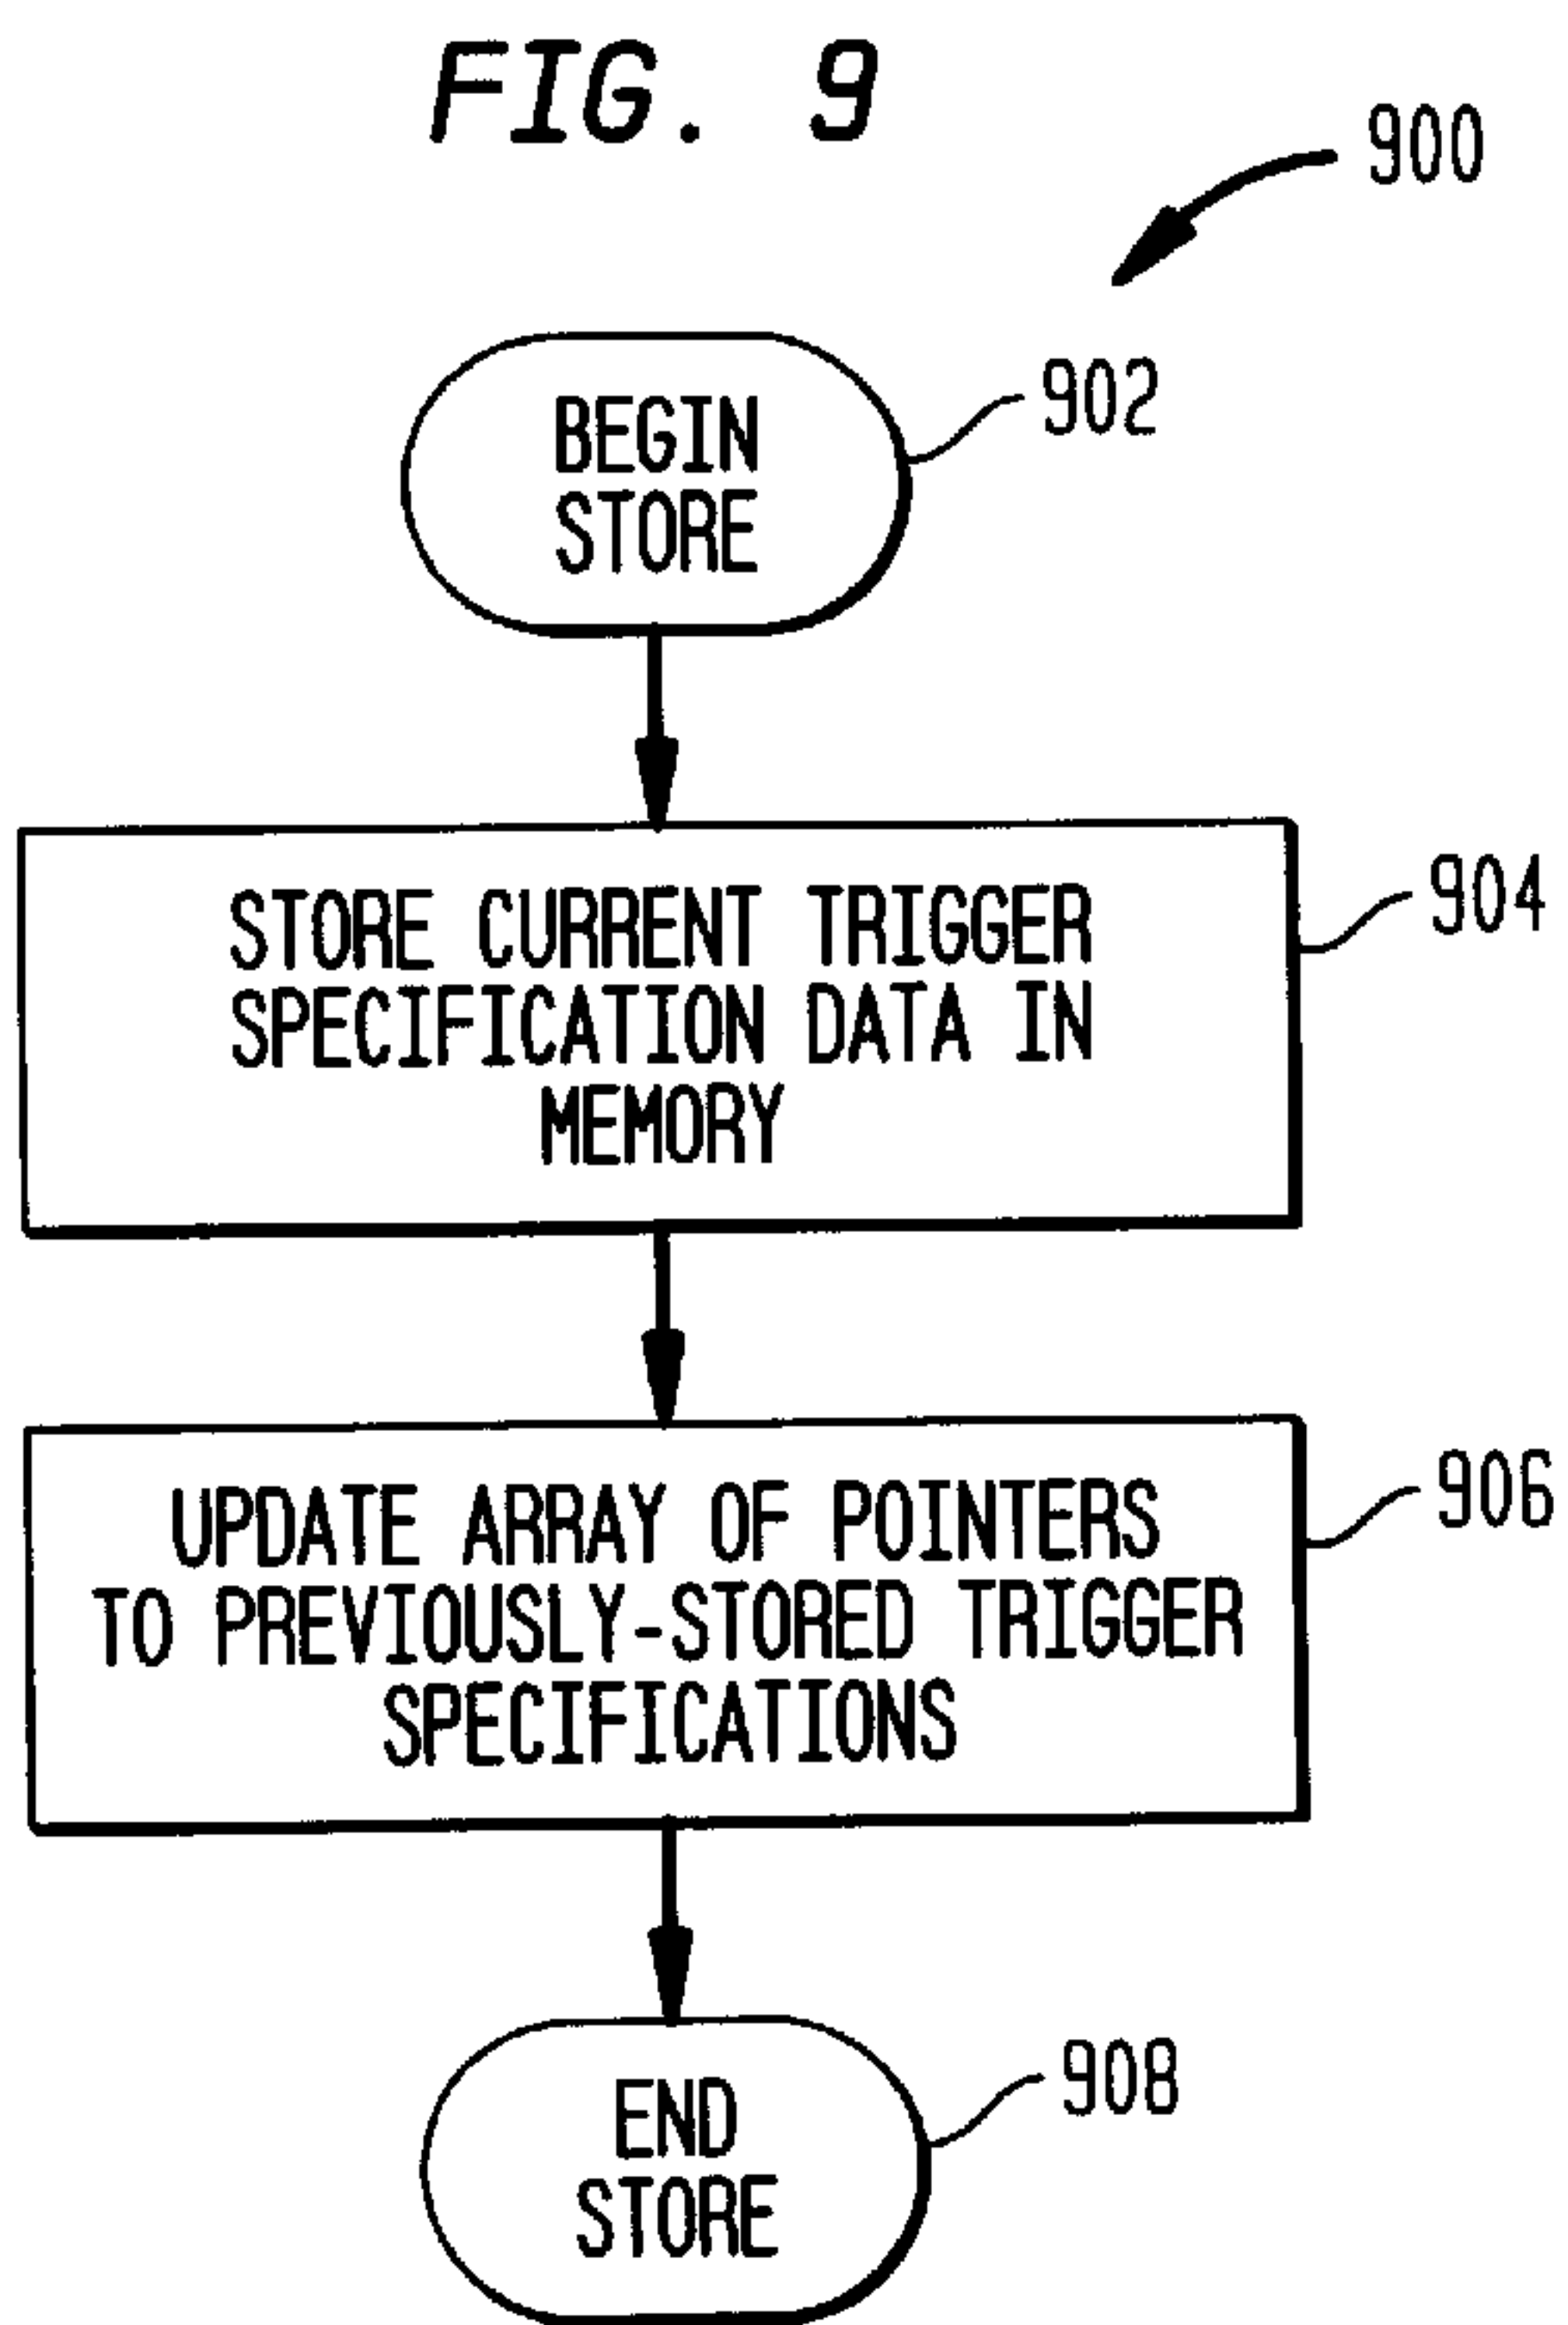 FIG. 9
900
BEGIN
STORE
902
STORE CURRENT TRIGGER
SPECIFICATION DATA IN
MEMORY
904
UPDATE ARRAY OF POINTERS
TO PREVIOUSLY-STORED TRIGGER
SPECIFICATIONS
906
END
STORE
908